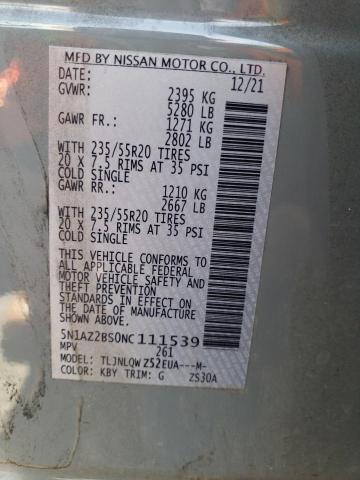 MFD BY NISSAN MOTOR CO., LTD.
DATE: 12/21
GVWR: 2395 KG
5280 LB
GAWR FR.: 1271 KG
2802 LB
WITH 235/55R20 TIRES
20 X 7.5 RIMS AT 35 PSI
COLD SINGLE
GAWR RR.: 1210 KG
2667 LB
WITH 235/55R20 TIRES
20 X 7.5 RIMS AT 35 PSI
COLD SINGLE
THIS VEHICLE CONFORMS TO
ALL APPLICABLE FEDERAL
MOTOR VEHICLE SAFETY AND
THEFT PREVENTION
STANDARDS IN EFFECT ON
THE DATE OF MANUFACTURE
SHOWN ABOVE.
5N1AZ2BS0NC111539
MPV 261
MODEL: TLJNLQW Z52EUA---M-
COLOR: KBY TRIM: G ZS30A